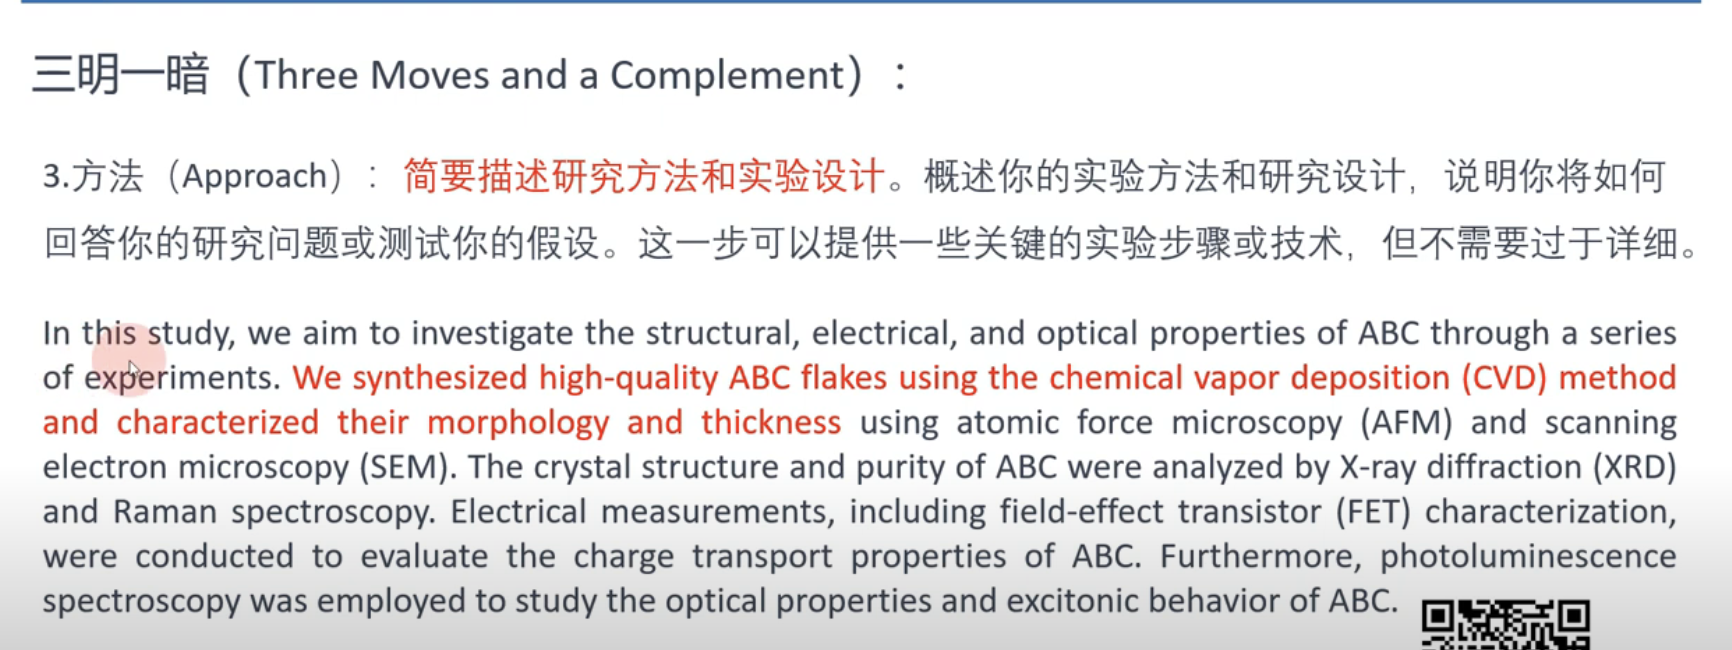 三明一暗（Three Moves and a Complement）：
3.方法（Approach）：简要描述研究方法和实验设计。概述你的实验方法和研究设计，说明你将如何
回答你的研究问题或测试你的假设。这一步可以提供一些关键的实验步骤或技术，但不需要过于详细。
In this study, we aim to investigate the structural, electrical, and optical properties of ABC through a series
of experiments. We synthesized high-quality ABC flakes using the chemical vapor deposition (CVD) method
and characterized their morphology and thickness using atomic force microscopy (AFM) and scanning
electron microscopy (SEM). The crystal structure and purity of ABC were analyzed by X-ray diffraction (XRD)
and Raman spectroscopy. Electrical measurements, including field-effect transistor (FET) characterization,
were conducted to evaluate the charge transport properties of ABC. Furthermore, photoluminescence
spectroscopy was employed to study the optical properties and excitonic behavior of ABC.